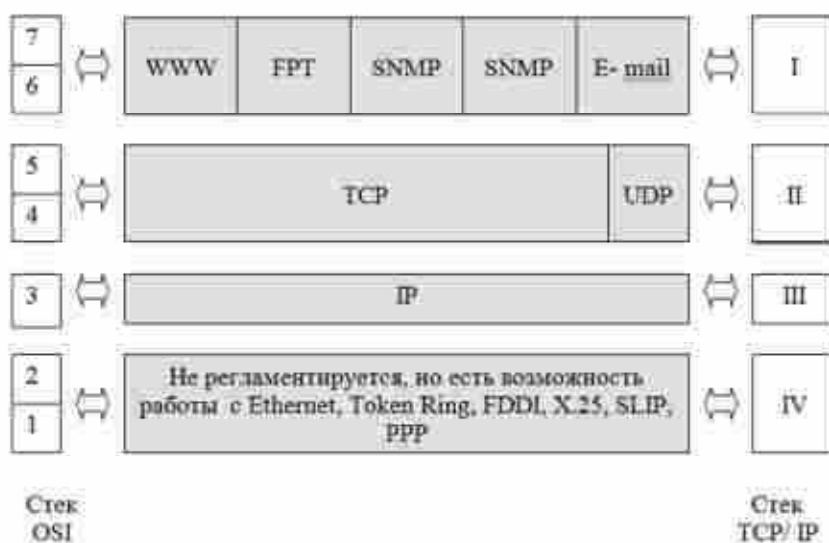 7
6
WWW
FPT
SNMP
SNMP
E- mail
I
5
4
TCP
UDP
II
3
IP
III
2
1
Не регламентируется, но есть возможность
работы с Ethernet, Token Ring, FDDI, X.25, SLIP,
PPP
IV
Стек
OSI
Стек
TCP/ IP